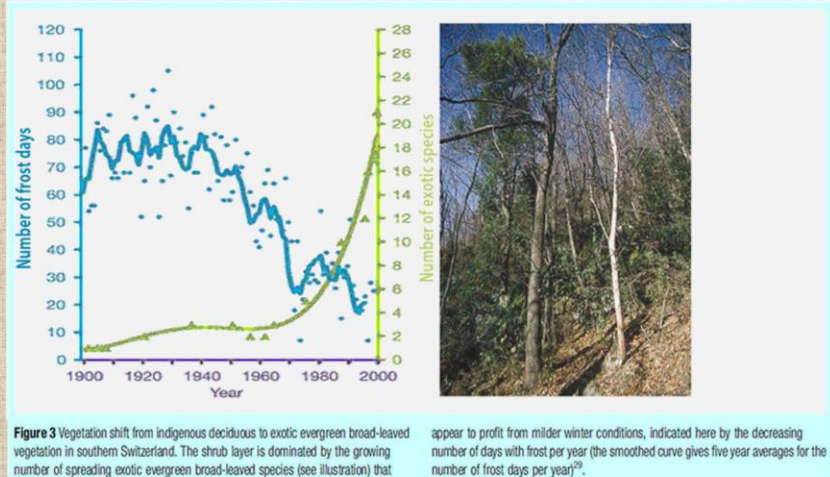 120
110
100
90
80
70
60
50
40
30
20
10
0
Number of frost days
28
26
24
22
20
18
16
14
12
10
8
6
4
2
0
Number of exotic species
1900 1920 1940 1960 1980 2000
Year
Figure 3 Vegetation shift from indigenous deciduous to exotic evergreen broad-leaved
vegetation in southern Switzerland. The shrub layer is dominated by the growing
number of spreading exotic evergreen broad-leaved species (see illustration) that
appear to profit from milder winter conditions, indicated here by the decreasing
number of days with frost per year (the smoothed curve gives five year averages for the
number of frost days per year)29.